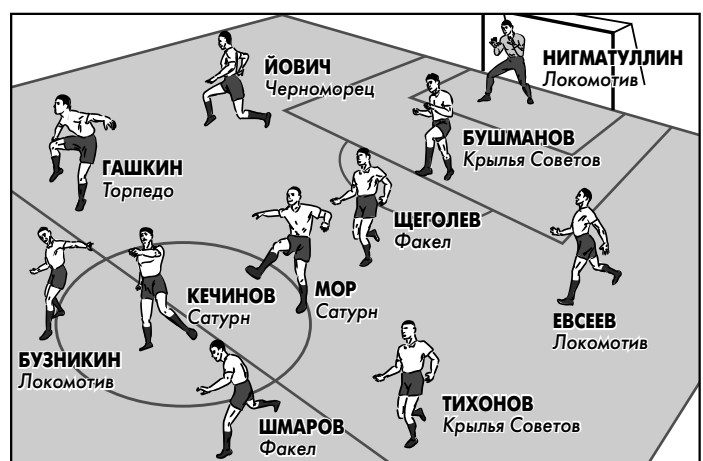 НИГМАТУЛЛИН
Локомотив
ЙОВИЧ
Черноморец
БУШМАНОВ
Крылья Советов
ГАШКИН
Торпедо
ЩЕГОЛЕВ
Факел
КЕЧИНОВ
Сатурн
МОР
Сатурн
ЕВСЕЕВ
Локомотив
БУЗНИКИН
Локомотив
ТИХОНОВ
Крылья Советов
ШМАРОВ
Факел